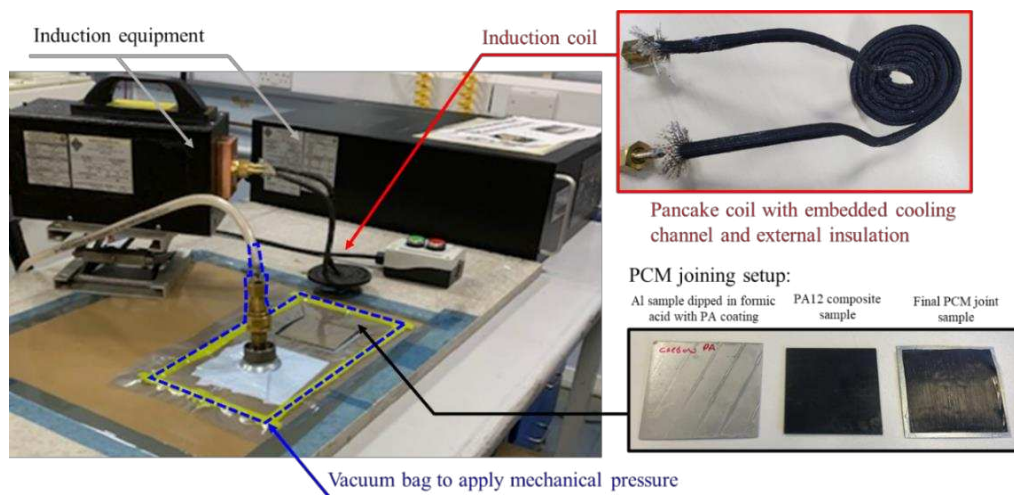 Induction equipment
Induction coil
Pancake coil with embedded cooling
channel and external insulation
PCM joining setup:
Al sample dipped in formic
acid with PA coating
PA12 composite
sample
Final PCM joint
sample
carbon PA
Vacuum bag to apply mechanical pressure